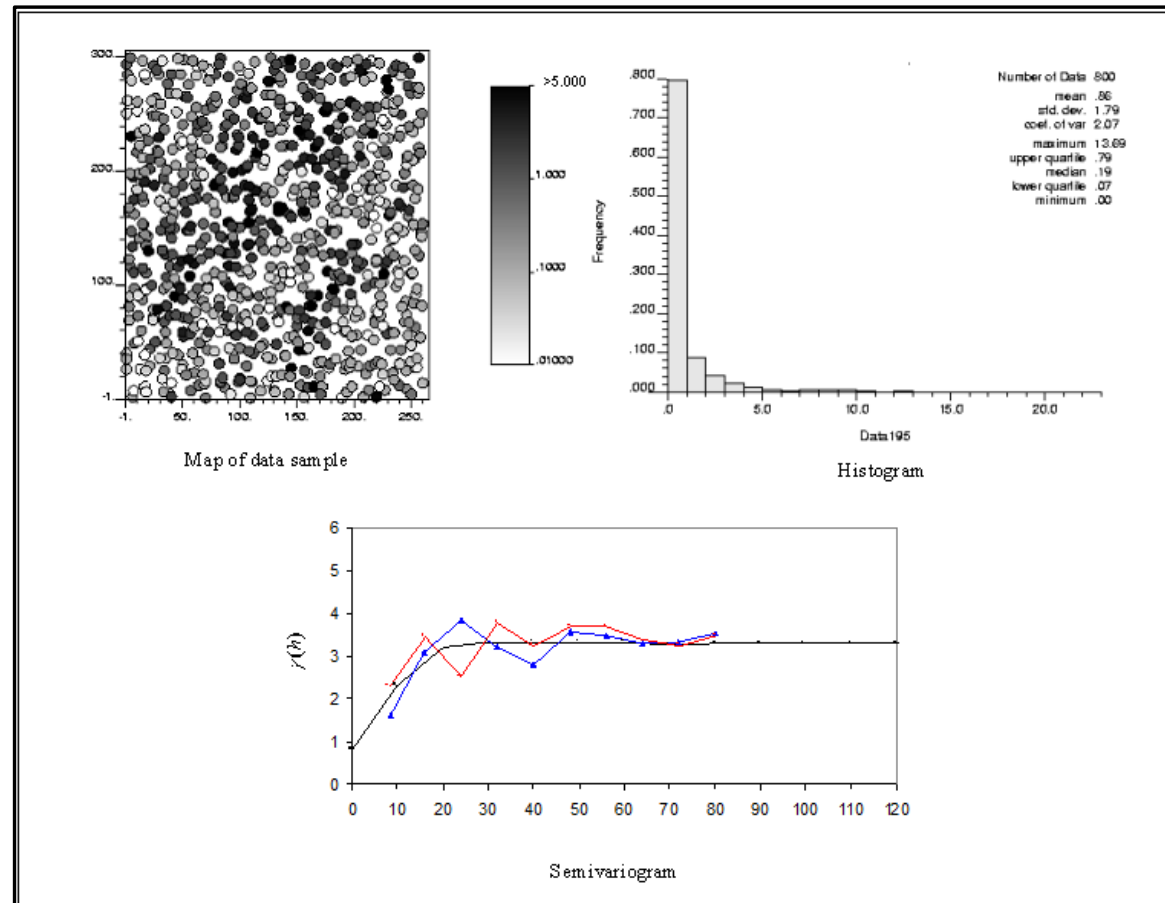 300.
200.
100.
-1.
-1. 50. 100. 150. 200. 250.
Map of data sample
>5.000
1.000
.1000
.01000
.800
.700
.600
.500
.400
.300
.200
.100
.000
Frequency
.0 5.0 10.0 15.0 20.0
Data195
Histogram
Number of Data 800
mean .86
std. dev. 1.79
coef. of var 2.07
maximum 13.69
upper quartile .79
median .19
lower quartile .07
minimum .00
6
5
4
3
2
1
0
γ(h)
0 10 20 30 40 50 60 70 80 90 100 110 120
Semivariogram